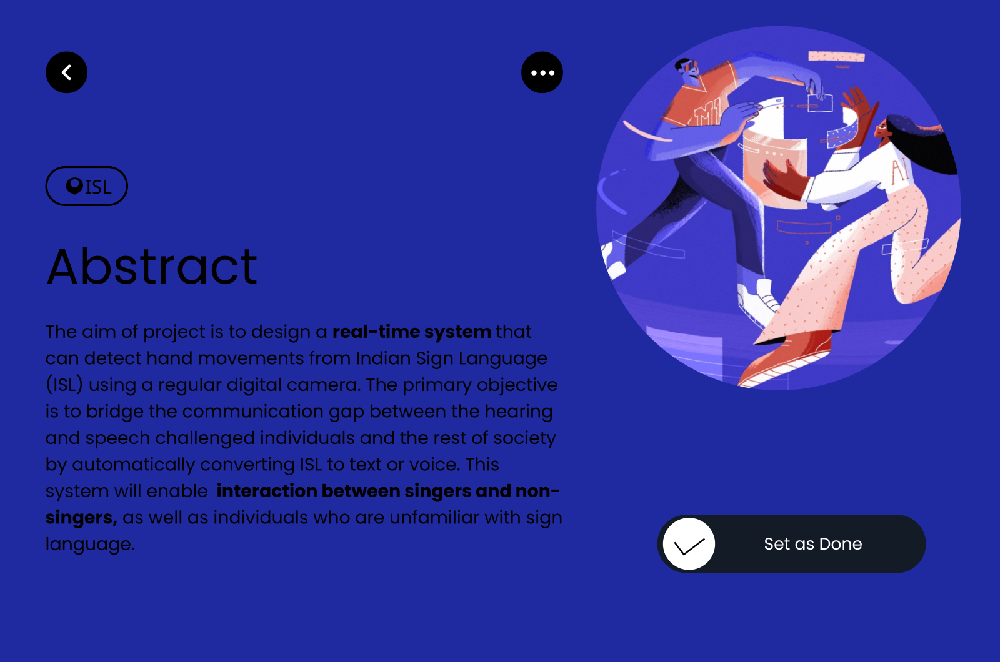 ISL
Abstract
The aim of project is to design a real-time system that
can detect hand movements from Indian Sign Language
(ISL) using a regular digital camera. The primary objective
is to bridge the communication gap between the hearing
and speech challenged individuals and the rest of society
by automatically converting ISL to text or voice. This
system will enable interaction between singers and non-
singers, as well as individuals who are unfamiliar with sign
language.
ML
AI
Set as Done